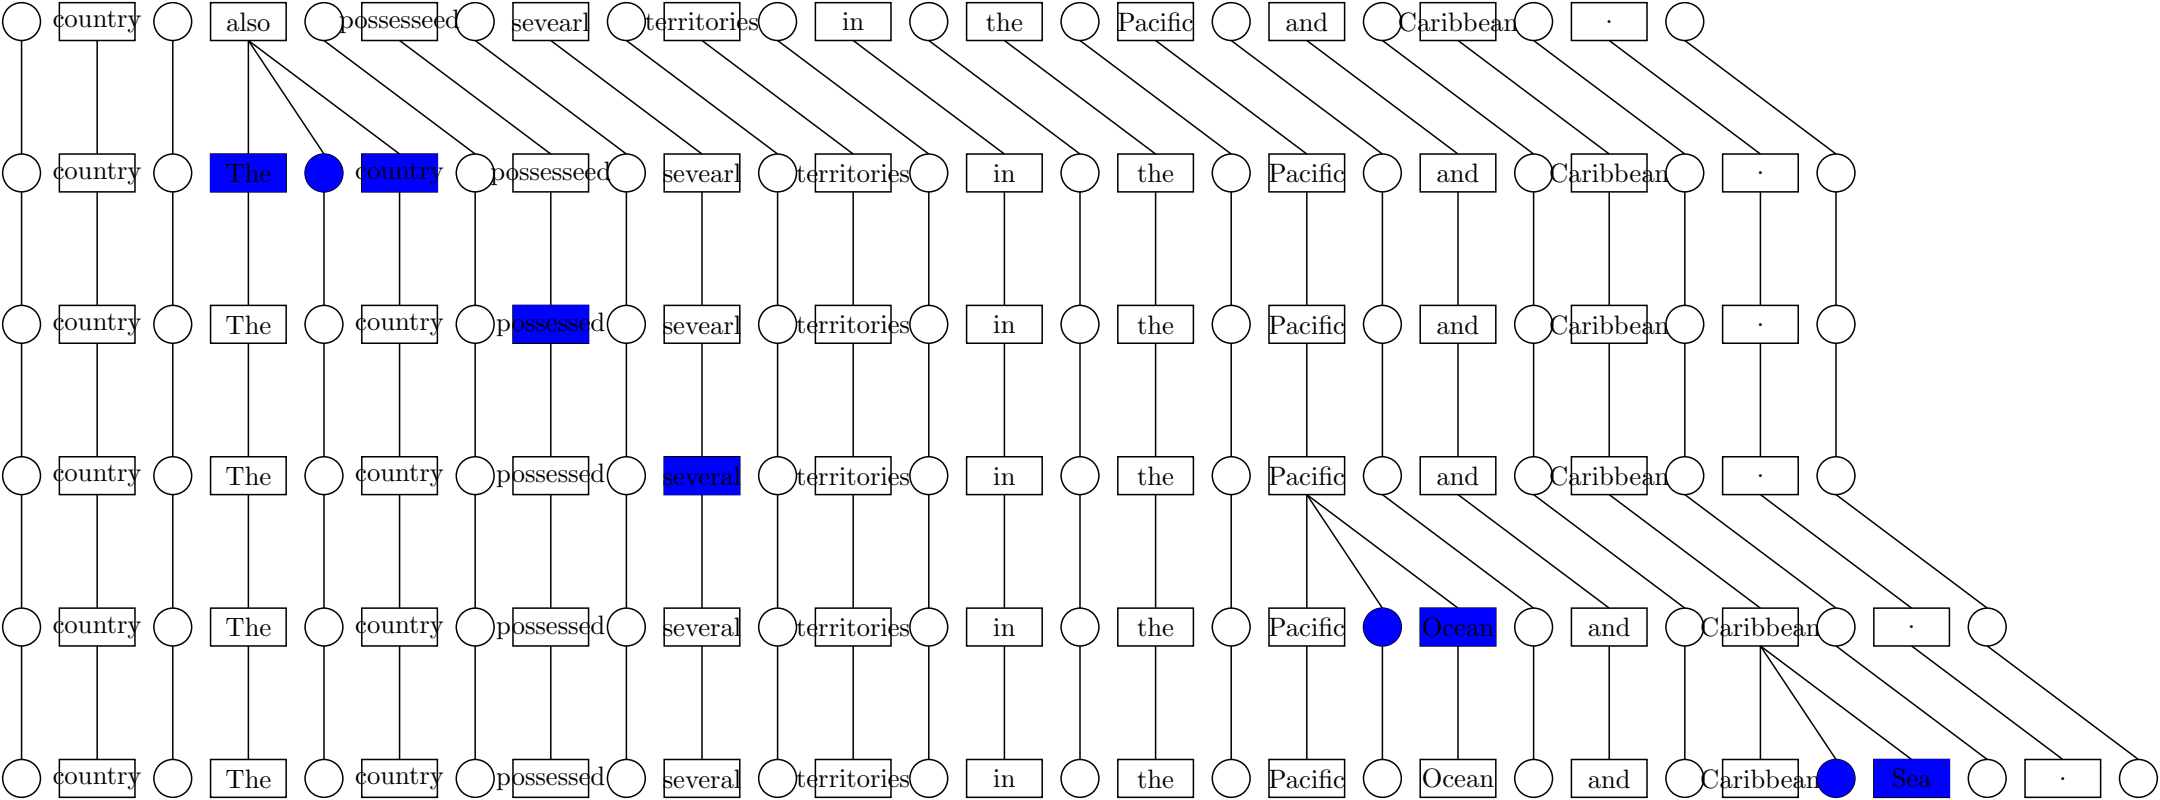 country also possesseed sevearl territories in the Pacific and Caribbean .
country The country possesseed sevearl territories in the Pacific and Caribbean .
country The country possessed sevearl territories in the Pacific and Caribbean .
country The country possessed several territories in the Pacific and Caribbean .
country The country possessed several territories in the Pacific Ocean and Caribbean .
country The country possessed several territories in the Pacific Ocean and Caribbean Sea .